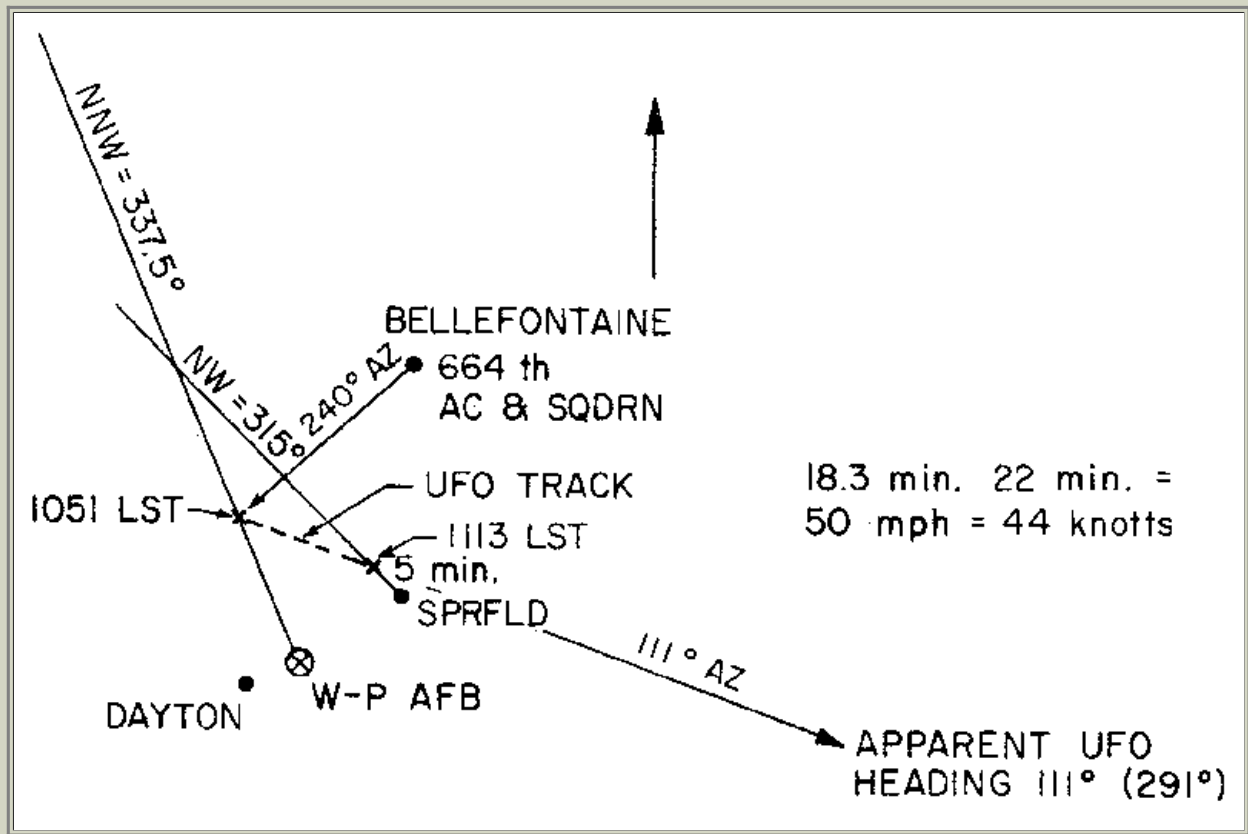 NNW = 337.5°
BELLEFONTAINE
664 th
AC & SQDRN
240° AZ
NW = 315°
UFO TRACK
18.3 min. 22 min. =
50 mph = 44 knotts
1051 LST
1113 LST
5 min.
SPRFLD
111° AZ
W-P AFB
DAYTON
APPARENT UFO
HEADING 111° (291°)